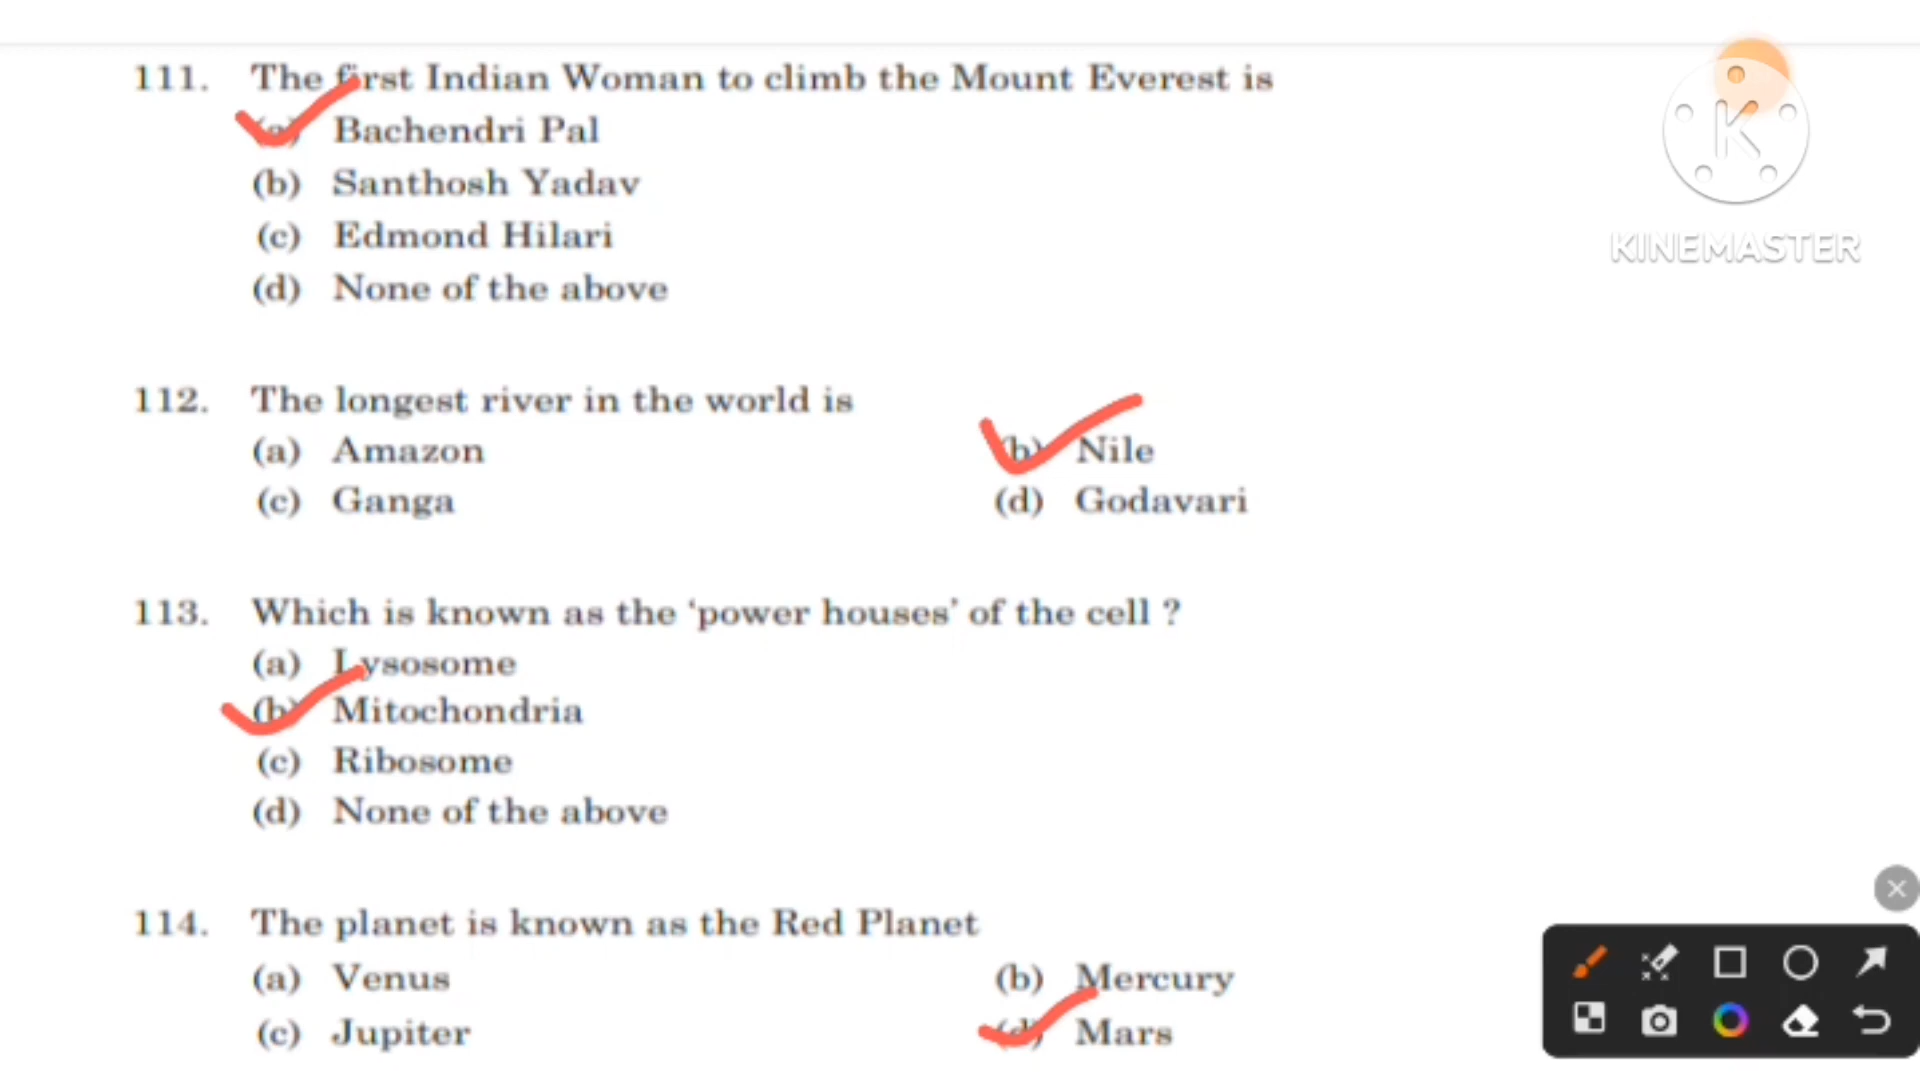 111. The first Indian Woman to climb the Mount Everest is
(a) Bachendri Pal
(b) Santhosh Yadav
(c) Edmond Hilari
(d) None of the above
K
KINEMASTER
112. The longest river in the world is
(a) Amazon (b) Nile
(c) Ganga (d) Godavari
113. Which is known as the ‘power houses’ of the cell ?
(a) Lysosome
(b) Mitochondria
(c) Ribosome
(d) None of the above
114. The planet is known as the Red Planet
(a) Venus (b) Mercury
(c) Jupiter (d) Mars